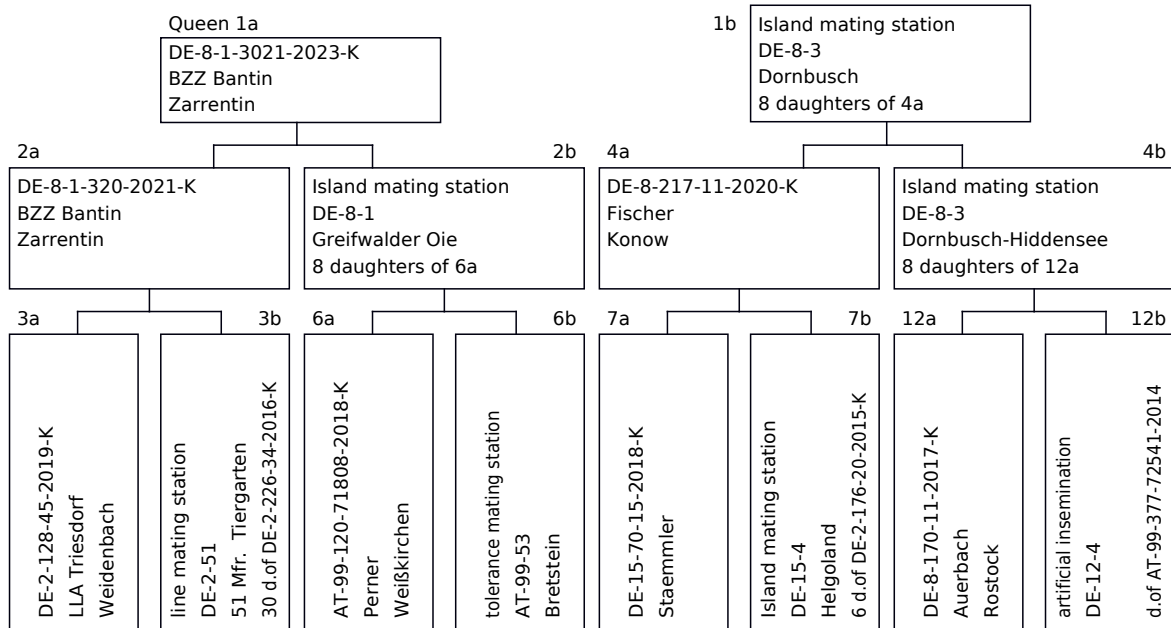 Queen 1a
DE-8-1-3021-2023-K
BZZ Bantin
Zarrentin
1b
Island mating station
DE-8-3
Dornbusch
8 daughters of 4a
2a
DE-8-1-320-2021-K
BZZ Bantin
Zarrentin
2b
Island mating station
DE-8-1
Greifwalder Oie
8 daughters of 6a
4a
DE-8-217-11-2020-K
Fischer
Konow
4b
Island mating station
DE-8-3
Dornbusch-Hiddensee
8 daughters of 12a
3a
DE-2-128-45-2019-K
LLA Triesdorf
Weidenbach
3b
line mating station
DE-2-51
51 Mfr. Tiergarten
30 d.of DE-2-226-34-2016-K
6a
AT-99-120-71808-2018-K
Perner
Weißkirchen
6b
tolerance mating station
AT-99-53
Bretstein
7a
DE-15-70-15-2018-K
Staemmler
7b
Island mating station
DE-15-4
Helgoland
6 d.of DE-2-176-20-2015-K
12a
DE-8-170-11-2017-K
Auerbach
Rostock
12b
artificial insemination
DE-12-4
d.of AT-99-377-72541-2014